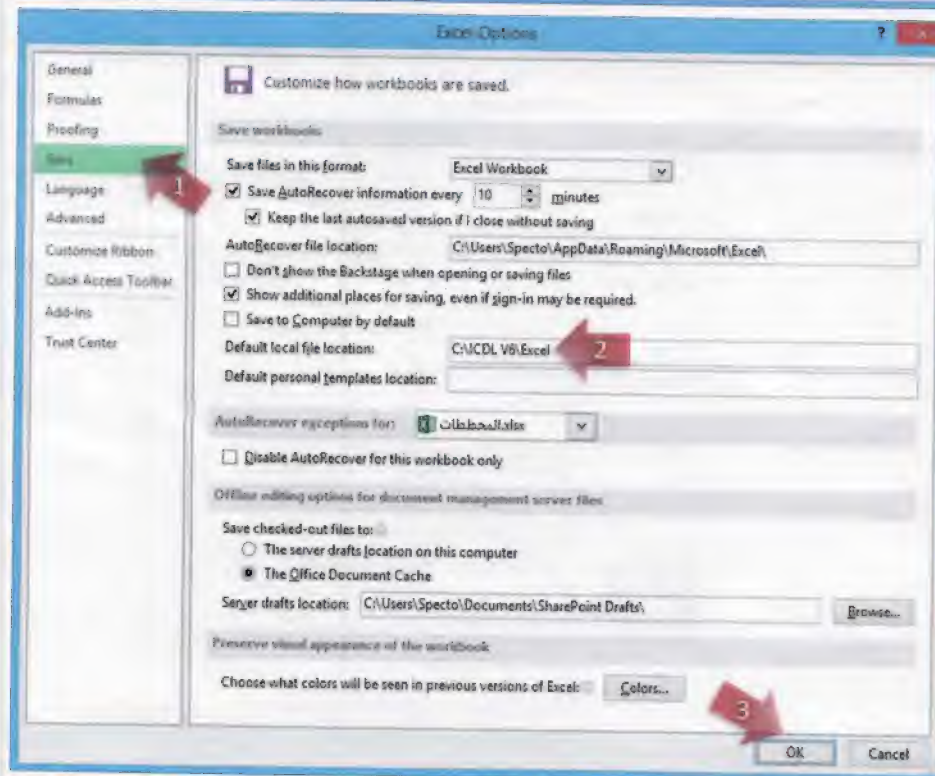 Excel Options
?
General
Formulas
Proofing
Save
Language
Advanced
Customize Ribbon
Quick Access Toolbar
Add-Ins
Trust Center
1
Customize how workbooks are saved.
Save workbooks
Save files in this format: Excel Workbook
Save AutoRecover information every 10 minutes
Keep the last autosaved version if I close without saving
AutoRecover file location: C:\Users\Specto\AppData\Roaming\Microsoft\Excel\
Don't show the Backstage when opening or saving files
Show additional places for saving, even if sign-in may be required.
Save to Computer by default
Default local file location: C:\ICDL V6\Excel 2
Default personal templates location:
AutoRecover exceptions for: المخططات.xlsx
Disable AutoRecover for this workbook only
Offline editing options for document management server files
Save checked-out files to:
The server drafts location on this computer
The Office Document Cache
Server drafts location: C:\Users\Specto\Documents\SharePoint Drafts\ Browse...
Preserve visual appearance of the workbook
Choose what colors will be seen in previous versions of Excel: Colors...
3
OK Cancel